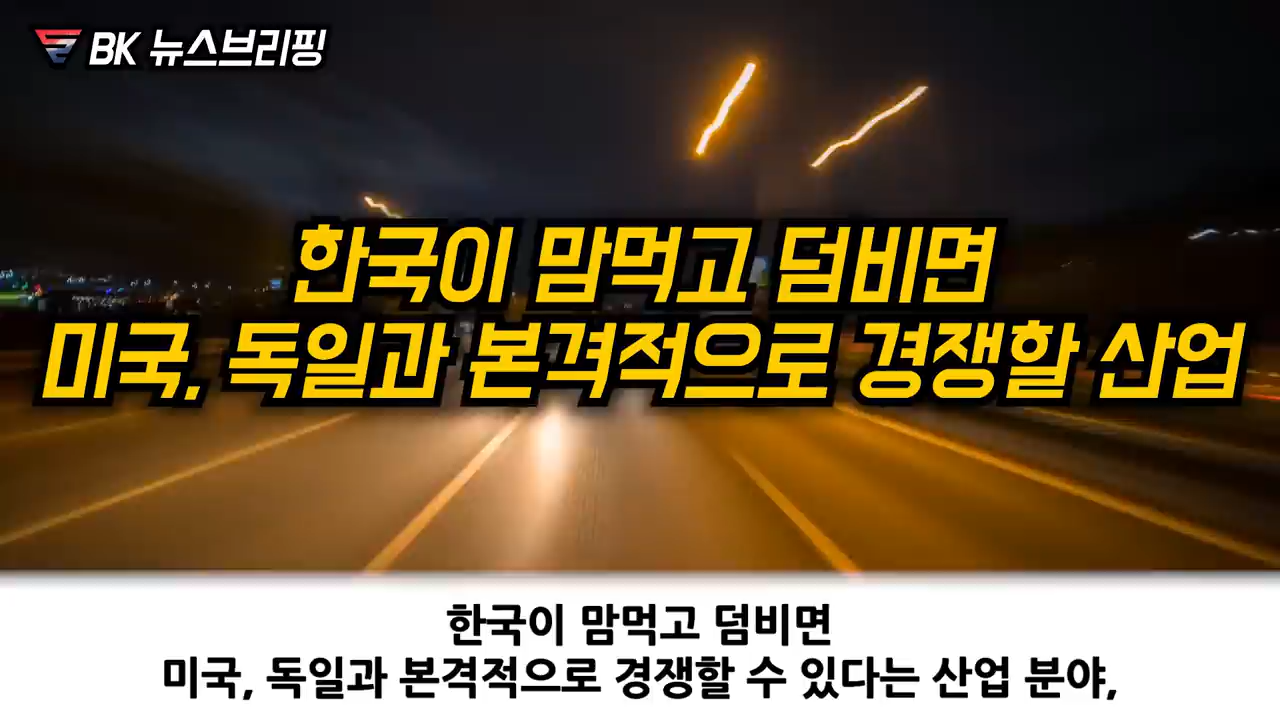 BK 뉴스브리핑
한국이 맘먹고 덤비면
미국, 독일과 본격적으로 경쟁할 산업
한국이 맘먹고 덤비면
미국, 독일과 본격적으로 경쟁할 수 있다는 산업 분야,